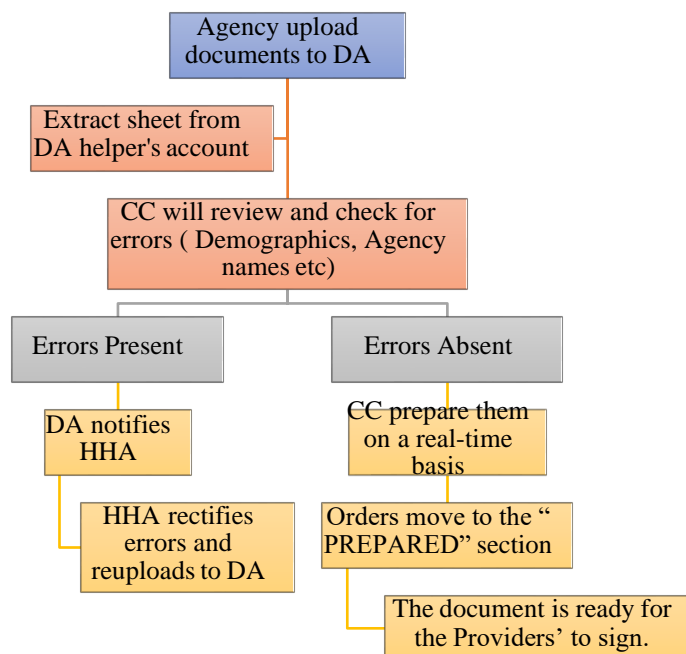 Agency upload
documents to DA
Extract sheet from
DA helper's account
CC will review and check for
errors ( Demographics, Agency
names etc)
Errors Present
Errors Absent
DA notifies
HHA
CC prepare them
on a real-time
basis
HHA rectifies
errors and
reuploads to DA
Orders move to the “
PREPARED” section
The document is ready for
the Providers’ to sign.